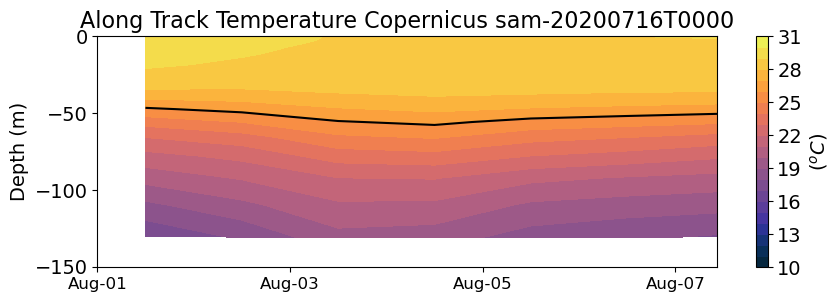 Along Track Temperature Copernicus sam-20200716T0000
Depth (m)
0
−50
−100
−150
Aug-01
Aug-03
Aug-05
Aug-07
31
28
25
22
19
16
13
10
(°C)